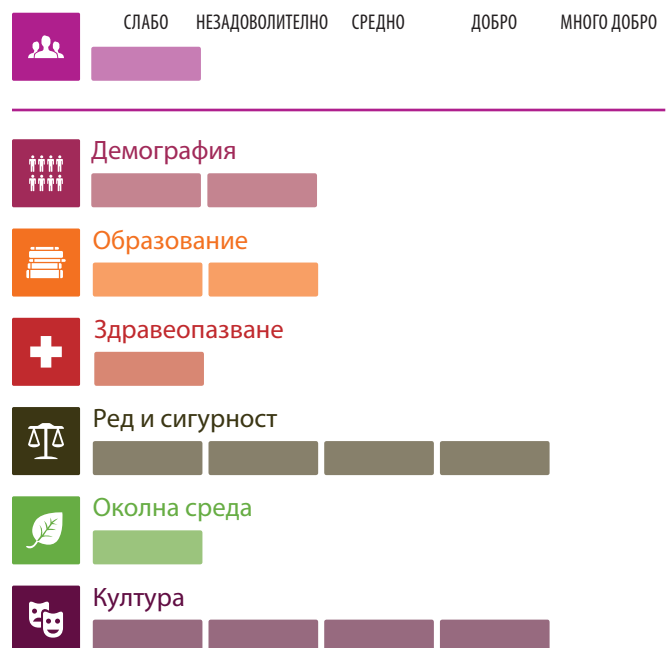 СЛАБО НЕЗАДОВОЛИТЕЛНО СРЕДНО ДОБРО МНОГО ДОБРО
Демография
Образование
Здравеопазване
Ред и сигурност
Околна среда
Култура